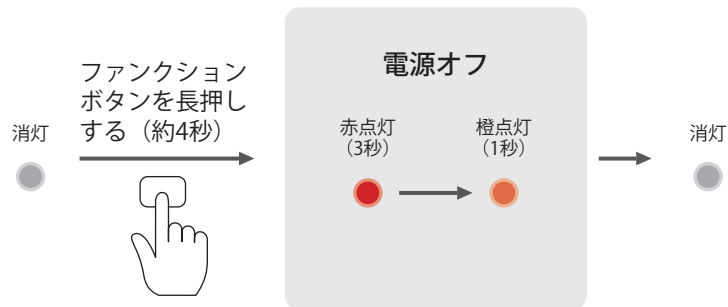 消灯
ファンクション
ボタンを長押し
する（約4秒）
電源オフ
赤点灯
（3秒）
橙点灯
（1秒）
消灯